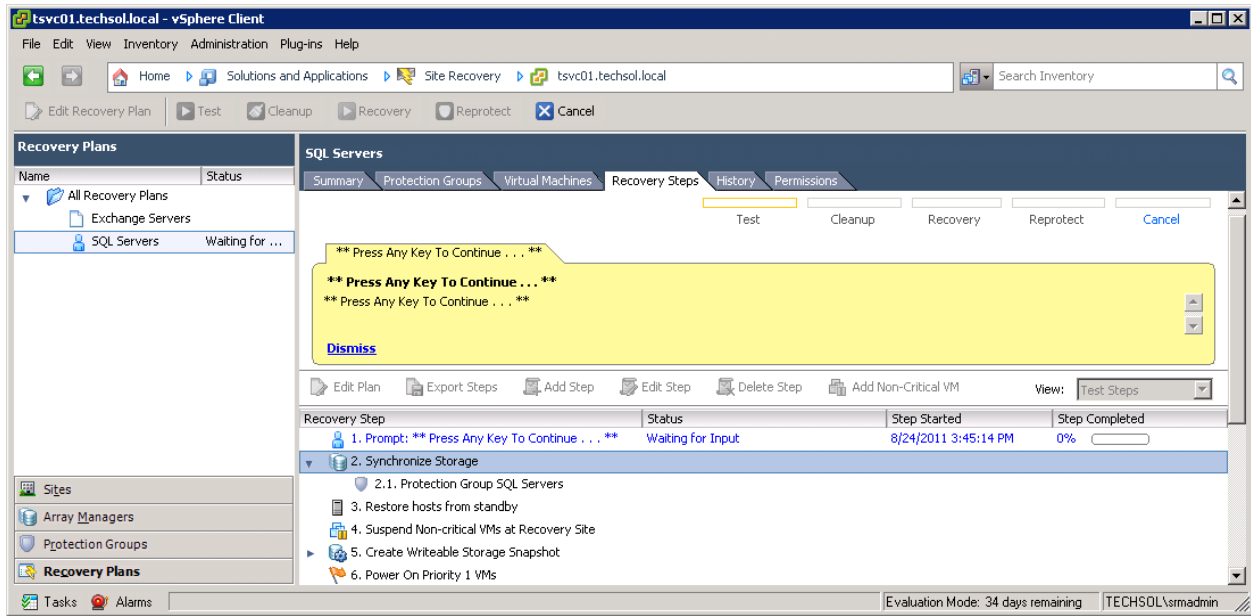 tsvc01.techsol.local - vSphere Client
File Edit View Inventory Administration Plug-ins Help
Home Solutions and Applications Site Recovery tsvc01.techsol.local Search Inventory
Edit Recovery Plan Test Cleanup Recovery Reprotect Cancel
Recovery Plans
Name Status
All Recovery Plans
Exchange Servers
SQL Servers Waiting for ...
Sites
Array Managers
Protection Groups
Recovery Plans
SQL Servers
Summary Protection Groups Virtual Machines Recovery Steps History Permissions
Test Cleanup Recovery Reprotect Cancel
** Press Any Key To Continue . . . **
** Press Any Key To Continue . . . **
** Press Any Key To Continue . . . **
Dismiss
Edit Plan Export Steps Add Step Edit Step Delete Step Add Non-Critical VM View: Test Steps
Recovery Step Status Step Started Step Completed
1. Prompt: ** Press Any Key To Continue . . . ** Waiting for Input 8/24/2011 3:45:14 PM 0%
2. Synchronize Storage
2.1. Protection Group SQL Servers
3. Restore hosts from standby
4. Suspend Non-critical VMs at Recovery Site
5. Create Writeable Storage Snapshot
6. Power On Priority 1 VMs
Tasks Alarms Evaluation Mode: 34 days remaining TECHSOL\srmadmin